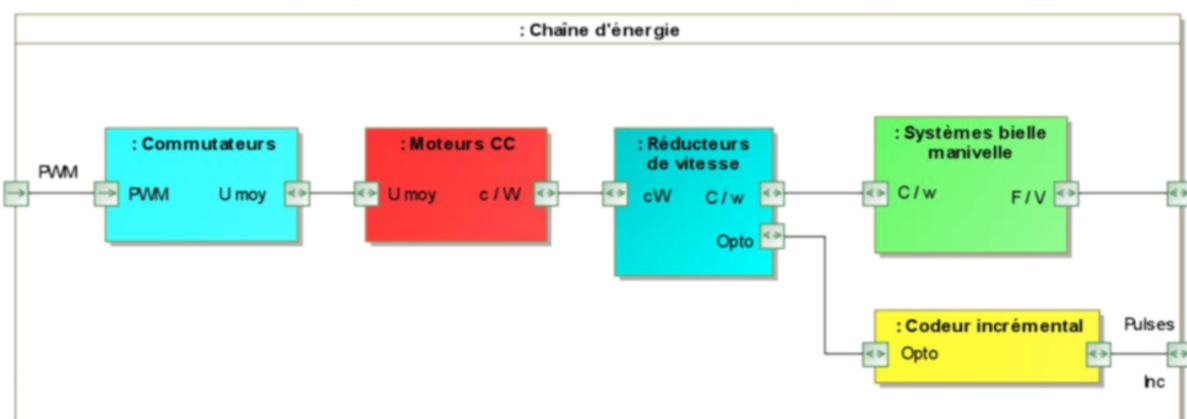 : Chaîne d'énergie
PWM
: Commutateurs
PWM U moy
: Moteurs CC
U moy c / W
: Réducteurs
de vitesse
cW C / w
Opto
: Systèmes bielle
manivelle
C / w F / V
: Codeur incrémental
Opto
Pulses
Inc